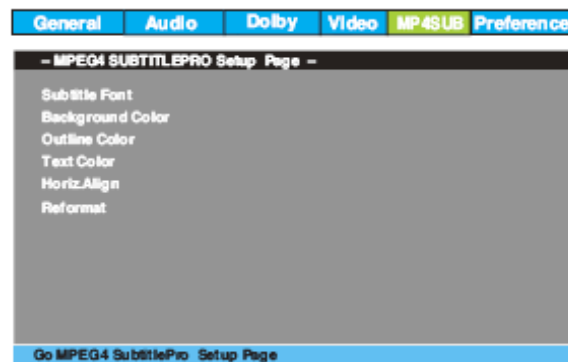 General Audio Dolby Video MP4SUB Preference
– MPEG4 SUBTITLEPRO Setup Page –
Subtitle Font
Background Color
Outline Color
Text Color
Horiz.Align
Reformat
Go MPEG4 SubtitlePro Setup Page